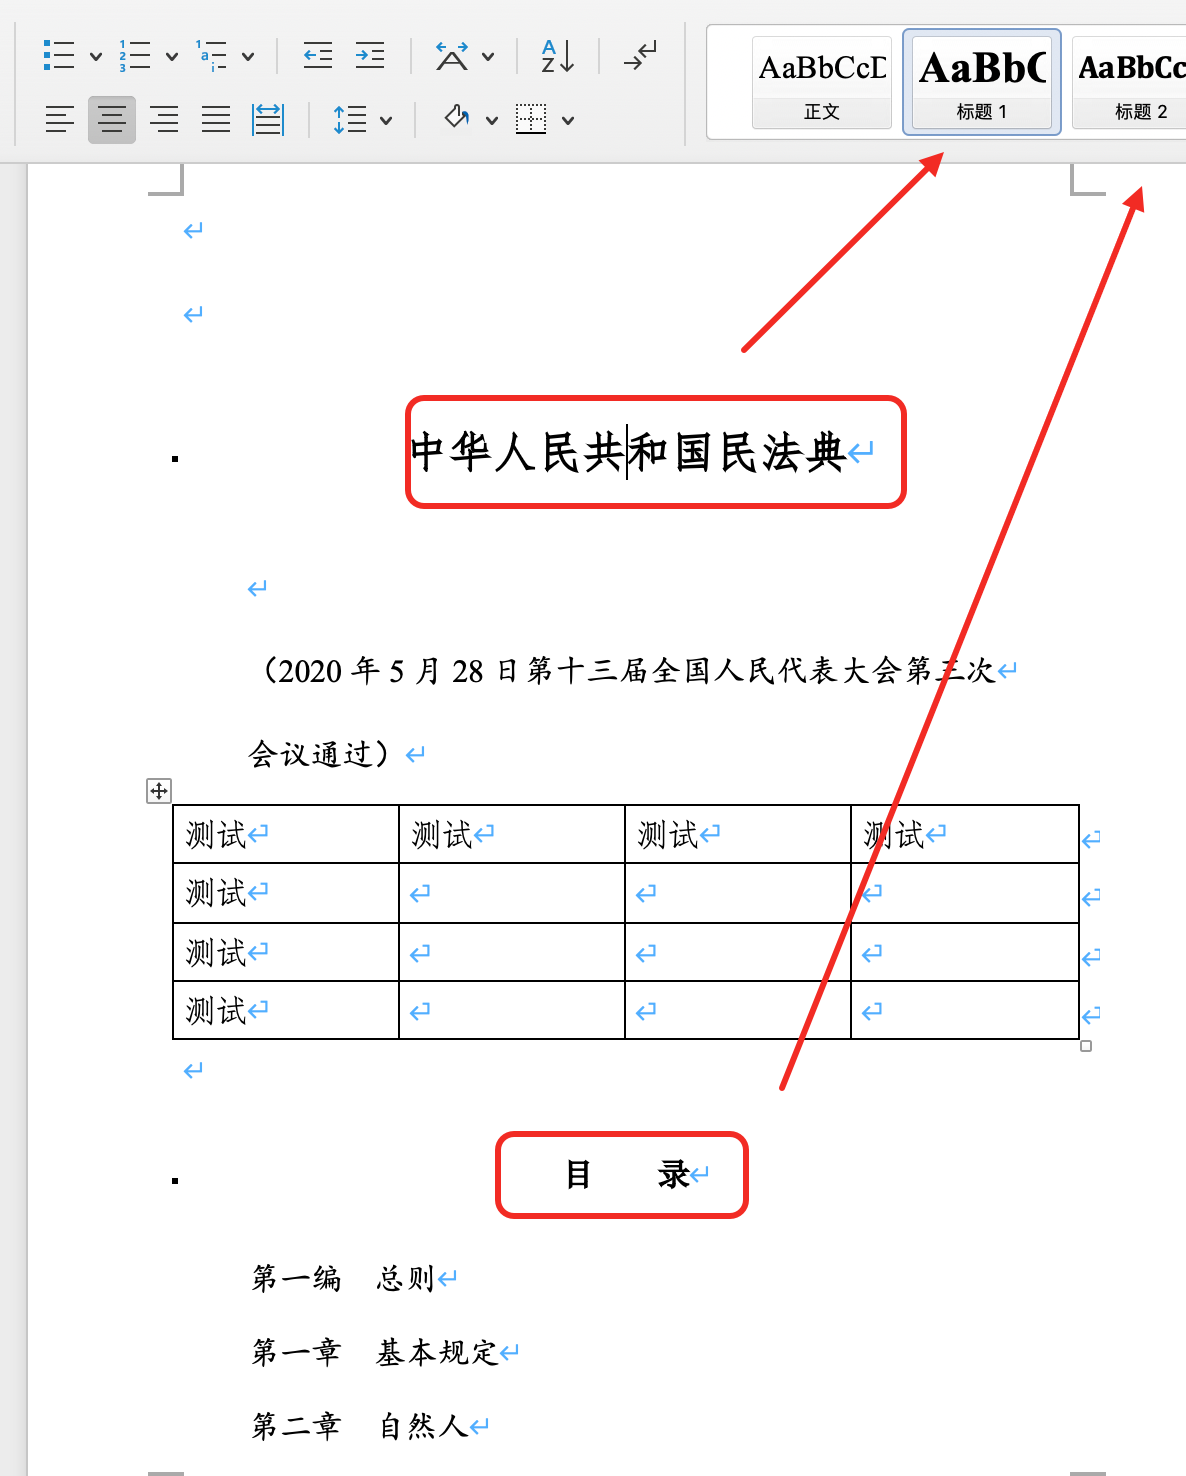 AaBbCcD
AaBbC
AaBbCc
正文
标题 1
标题 2
中华人民共和国民法典
（2020 年 5 月 28 日第十三届全国人民代表大会第三次
会议通过）
测试 测试 测试 测试
测试
测试
测试
目 录
第一编 总则
第一章 基本规定
第二章 自然人